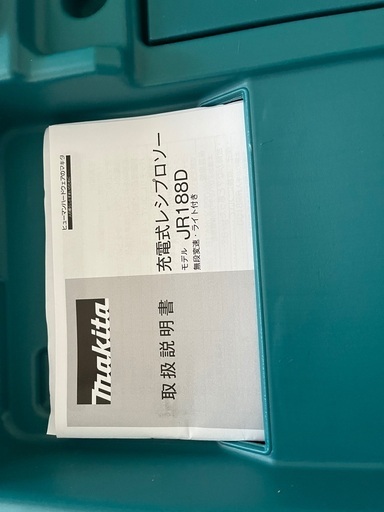 ヒューマンハードウェアのマキタ
充電式レシプロソー
モデル JR188D
無段変速・ライト付き
makita
取扱説明書